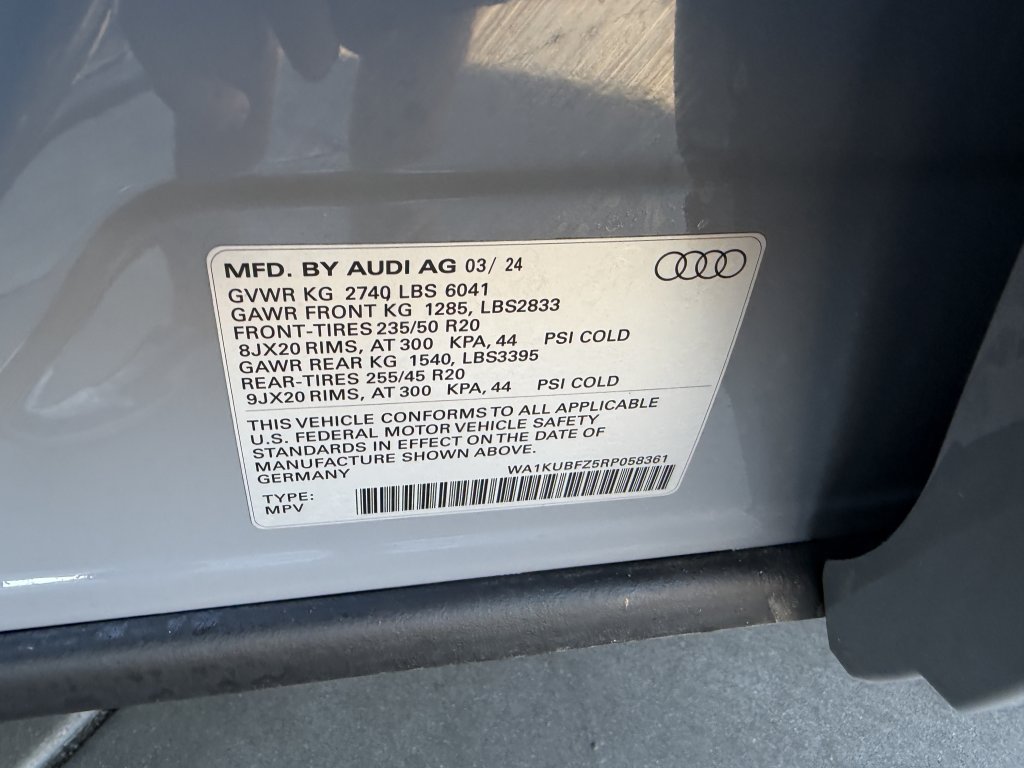 MFD. BY AUDI AG 03/ 24
GVWR KG 2740 LBS 6041
GAWR FRONT KG 1285, LBS2833
FRONT-TIRES 235/50 R20
8JX20 RIMS, AT 300 KPA, 44 PSI COLD
GAWR REAR KG 1540, LBS3395
REAR-TIRES 255/45 R20
9JX20 RIMS, AT 300 KPA, 44 PSI COLD
THIS VEHICLE CONFORMS TO ALL APPLICABLE
U.S. FEDERAL MOTOR VEHICLE SAFETY
STANDARDS IN EFFECT ON THE DATE OF
MANUFACTURE SHOWN ABOVE.
GERMANY
WA1KUBFZ5RP058361
TYPE:
MPV